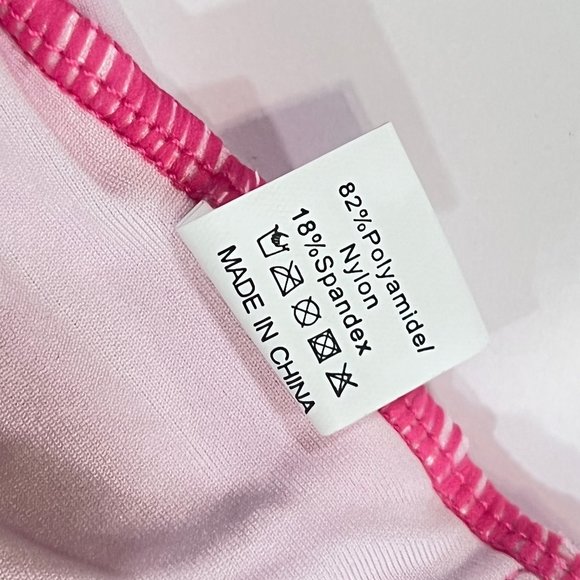 82%Polyamide/
Nylon
18%Spandex
MADE IN CHINA